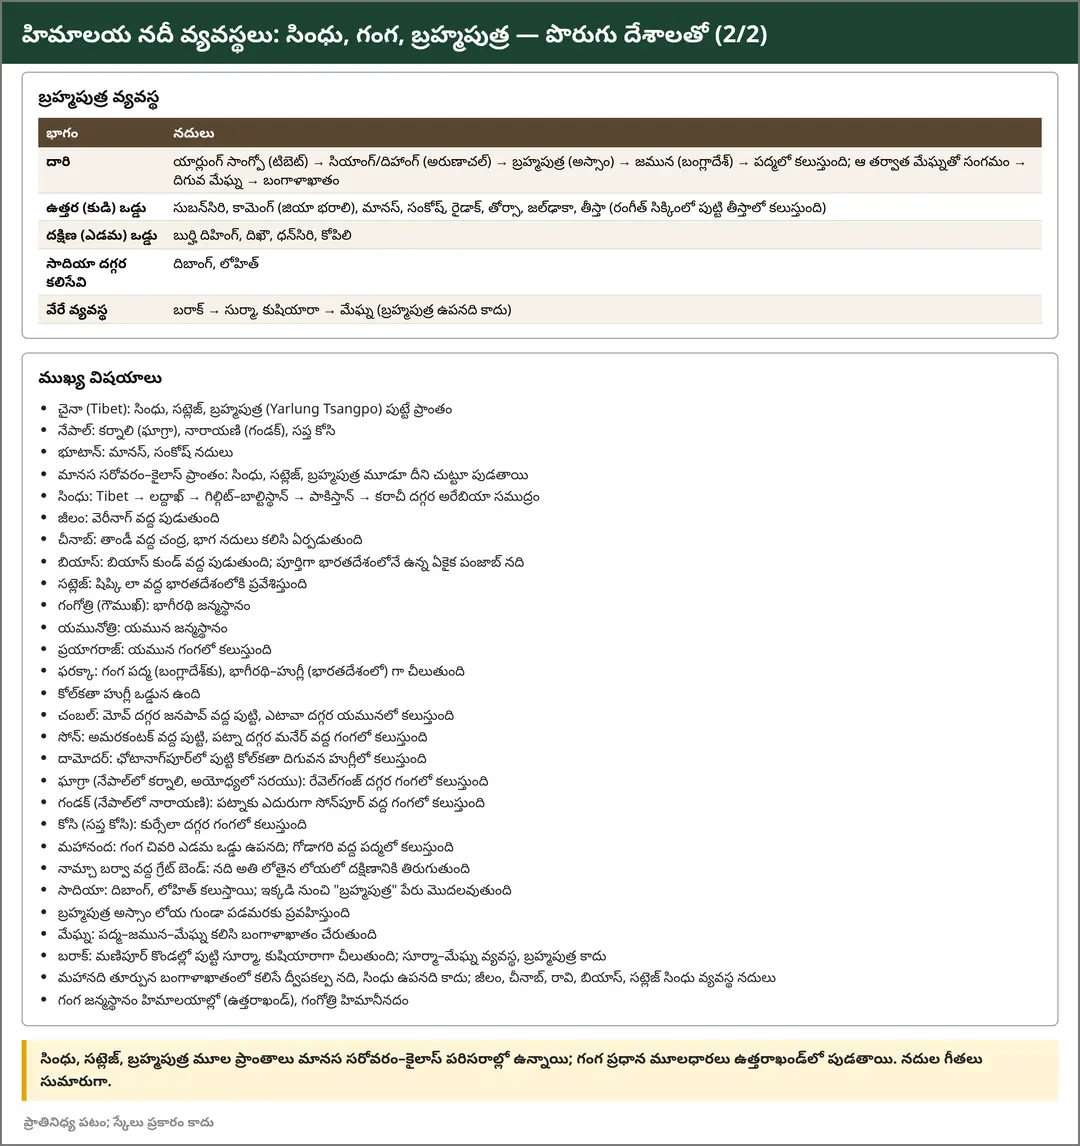 హిమాలయ నదీ వ్యవస్థలు: సింధు, గంగ, బ్రహ్మపుత్ర — పొరుగు దేశాలతో (2/2)
బ్రహ్మపుత్ర వ్యవస్థ
భాగం నదులు
దారి యార్లుంగ్ సాంగ్పో (టిబెట్) → సియాంగ్/దిహాంగ్ (అరుణాచల్) → బ్రహ్మపుత్ర (అస్సాం) → జమున (బంగ్లాదేశ్) → పద్మలో కలుస్తుంది; ఆ తర్వాత మేఘ్నతో సంగమం →
దిగువ మేఘ్న → బంగాళాఖాతం
ఉత్తర (కుడి) ఒడ్డు సుబన్‌సిరి, కామెంగ్ (జియా భరాలి), మానస్, సంకోష్, రైడాక్, తోర్సా, జల్‌ఢాకా, తీస్తా (రంగీత్ సిక్కింలో పుట్టి తీస్తాలో కలుస్తుంది)
దక్షిణ (ఎడమ) ఒడ్డు బుర్హి దిహింగ్, దిఖౌ, ధన్‌సిరి, కోపిలి
సాదియా దగ్గర
కలిసేవి
దిబాంగ్, లోహిత్
వేరే వ్యవస్థ బరాక్ → సుర్మా, కుషియారా → మేఘ్న (బ్రహ్మపుత్ర ఉపనది కాదు)
ముఖ్య విషయాలు
• చైనా (Tibet): సింధు, సట్లెజ్, బ్రహ్మపుత్ర (Yarlung Tsangpo) పుట్టే ప్రాంతం
• నేపాల్: కర్నాలి (ఘాగ్రా), నారాయణి (గండక్), సప్త కోసి
• భూటాన్: మానస్, సంకోష్ నదులు
• మానస సరోవరం–కైలాస్ ప్రాంతం: సింధు, సట్లెజ్, బ్రహ్మపుత్ర మూడూ దీని చుట్టూ పుడతాయి
• సింధు: Tibet → లద్దాఖ్ → గిల్గిట్–బాల్టిస్థాన్ → పాకిస్తాన్ → కరాచీ దగ్గర అరేబియా సముద్రం
• జీలం: వెరీనాగ్ వద్ద పుడుతుంది
• చీనాబ్: తాండీ వద్ద చంద్ర, భాగ నదులు కలిసి ఏర్పడుతుంది
• బియాస్: బియాస్ కుండ్ వద్ద పుడుతుంది; పూర్తిగా భారతదేశంలోనే ఉన్న ఏకైక పంజాబ్ నది
• సట్లెజ్: షిప్కి లా వద్ద భారతదేశంలోకి ప్రవేశిస్తుంది
• గంగోత్రి (గౌముఖ్): భాగీరథి జన్మస్థానం
• యమునోత్రి: యమున జన్మస్థానం
• ప్రయాగరాజ్: యమున గంగలో కలుస్తుంది
• ఫరక్కా: గంగ పద్మ (బంగ్లాదేశ్‌కు), భాగీరథి–హుగ్లీ (భారతదేశంలో) గా చీలుతుంది
• కోల్‌కతా హుగ్లీ ఒడ్డున ఉంది
• చంబల్: మోవ్ దగ్గర జనపావ్ వద్ద పుట్టి, ఎటావా దగ్గర యమునలో కలుస్తుంది
• సోన్: అమరకంటక్ వద్ద పుట్టి, పట్నా దగ్గర మనేర్ వద్ద గంగలో కలుస్తుంది
• దామోదర్: ఛోటానాగ్‌పూర్‌లో పుట్టి కోల్‌కతా దిగువన హుగ్లీలో కలుస్తుంది
• ఘాగ్రా (నేపాల్‌లో కర్నాలి, అయోధ్యలో సరయు): రేవెల్‌గంజ్ దగ్గర గంగలో కలుస్తుంది
• గండక్ (నేపాల్‌లో నారాయణి): పట్నాకు ఎదురుగా సోన్‌పూర్ వద్ద గంగలో కలుస్తుంది
• కోసి (సప్త కోసి): కుర్సేలా దగ్గర గంగలో కలుస్తుంది
• మహానంద: గంగ చివరి ఎడమ ఒడ్డు ఉపనది; గోడాగరి వద్ద పద్మలో కలుస్తుంది
• నామ్చా బర్వా వద్ద గ్రేట్ బెండ్: నది అతి లోతైన లోయలో దక్షిణానికి తిరుగుతుంది
• సాదియా: దిబాంగ్, లోహిత్ కలుస్తాయి; ఇక్కడి నుంచి "బ్రహ్మపుత్ర" పేరు మొదలవుతుంది
• బ్రహ్మపుత్ర అస్సాం లోయ గుండా పడమరకు ప్రవహిస్తుంది
• మేఘ్న: పద్మ–జమున–మేఘ్న కలిసి బంగాళాఖాతం చేరుతుంది
• బరాక్: మణిపూర్ కొండల్లో పుట్టి సుర్మా, కుషియారాగా చీలుతుంది; సుర్మా–మేఘ్న వ్యవస్థ, బ్రహ్మపుత్ర కాదు
• మహానది తూర్పున బంగాళాఖాతంలో కలిసే ద్వీపకల్ప నది, సింధు ఉపనది కాదు; జీలం, చీనాబ్, రావి, బియాస్, సట్లెజ్ సింధు వ్యవస్థ నదులు
• గంగ జన్మస్థానం హిమాలయాల్లో (ఉత్తరాఖండ్), గంగోత్రి హిమానీనదం
సింధు, సట్లెజ్, బ్రహ్మపుత్ర మూల ప్రాంతాలు మానస సరోవరం–కైలాస్ పరిసరాల్లో ఉన్నాయి; గంగ ప్రధాన మూలధారలు ఉత్తరాఖండ్‌లో పుడతాయి. నదుల గీతలు
సుమారుగా.
ప్రాతినిధ్య పటం; స్కేలు ప్రకారం కాదు